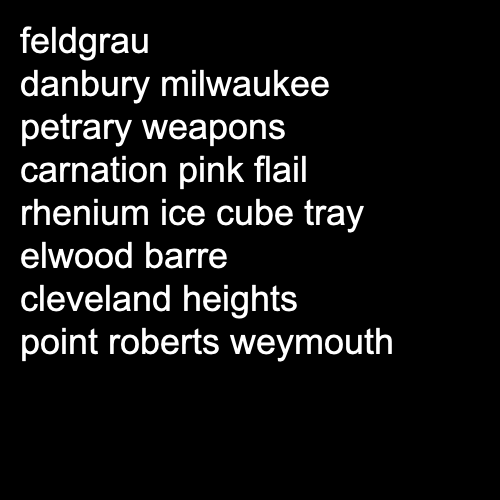 feldgrau
danbury milwaukee
petrary weapons
carnation pink flail
rhenium ice cube tray
elwood barre
cleveland heights
point roberts weymouth